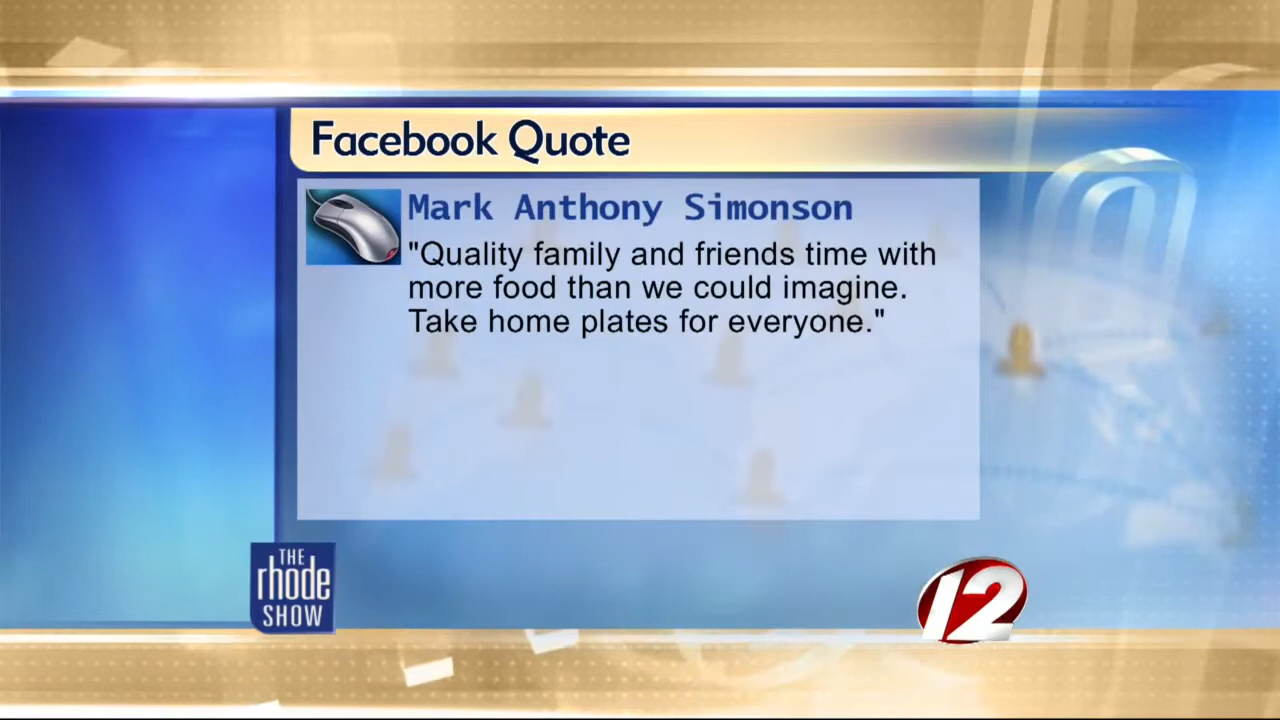 Facebook Quote
Mark Anthony Simonson
"Quality family and friends time with
more food than we could imagine.
Take home plates for everyone."
THE
rhode
SHOW
12